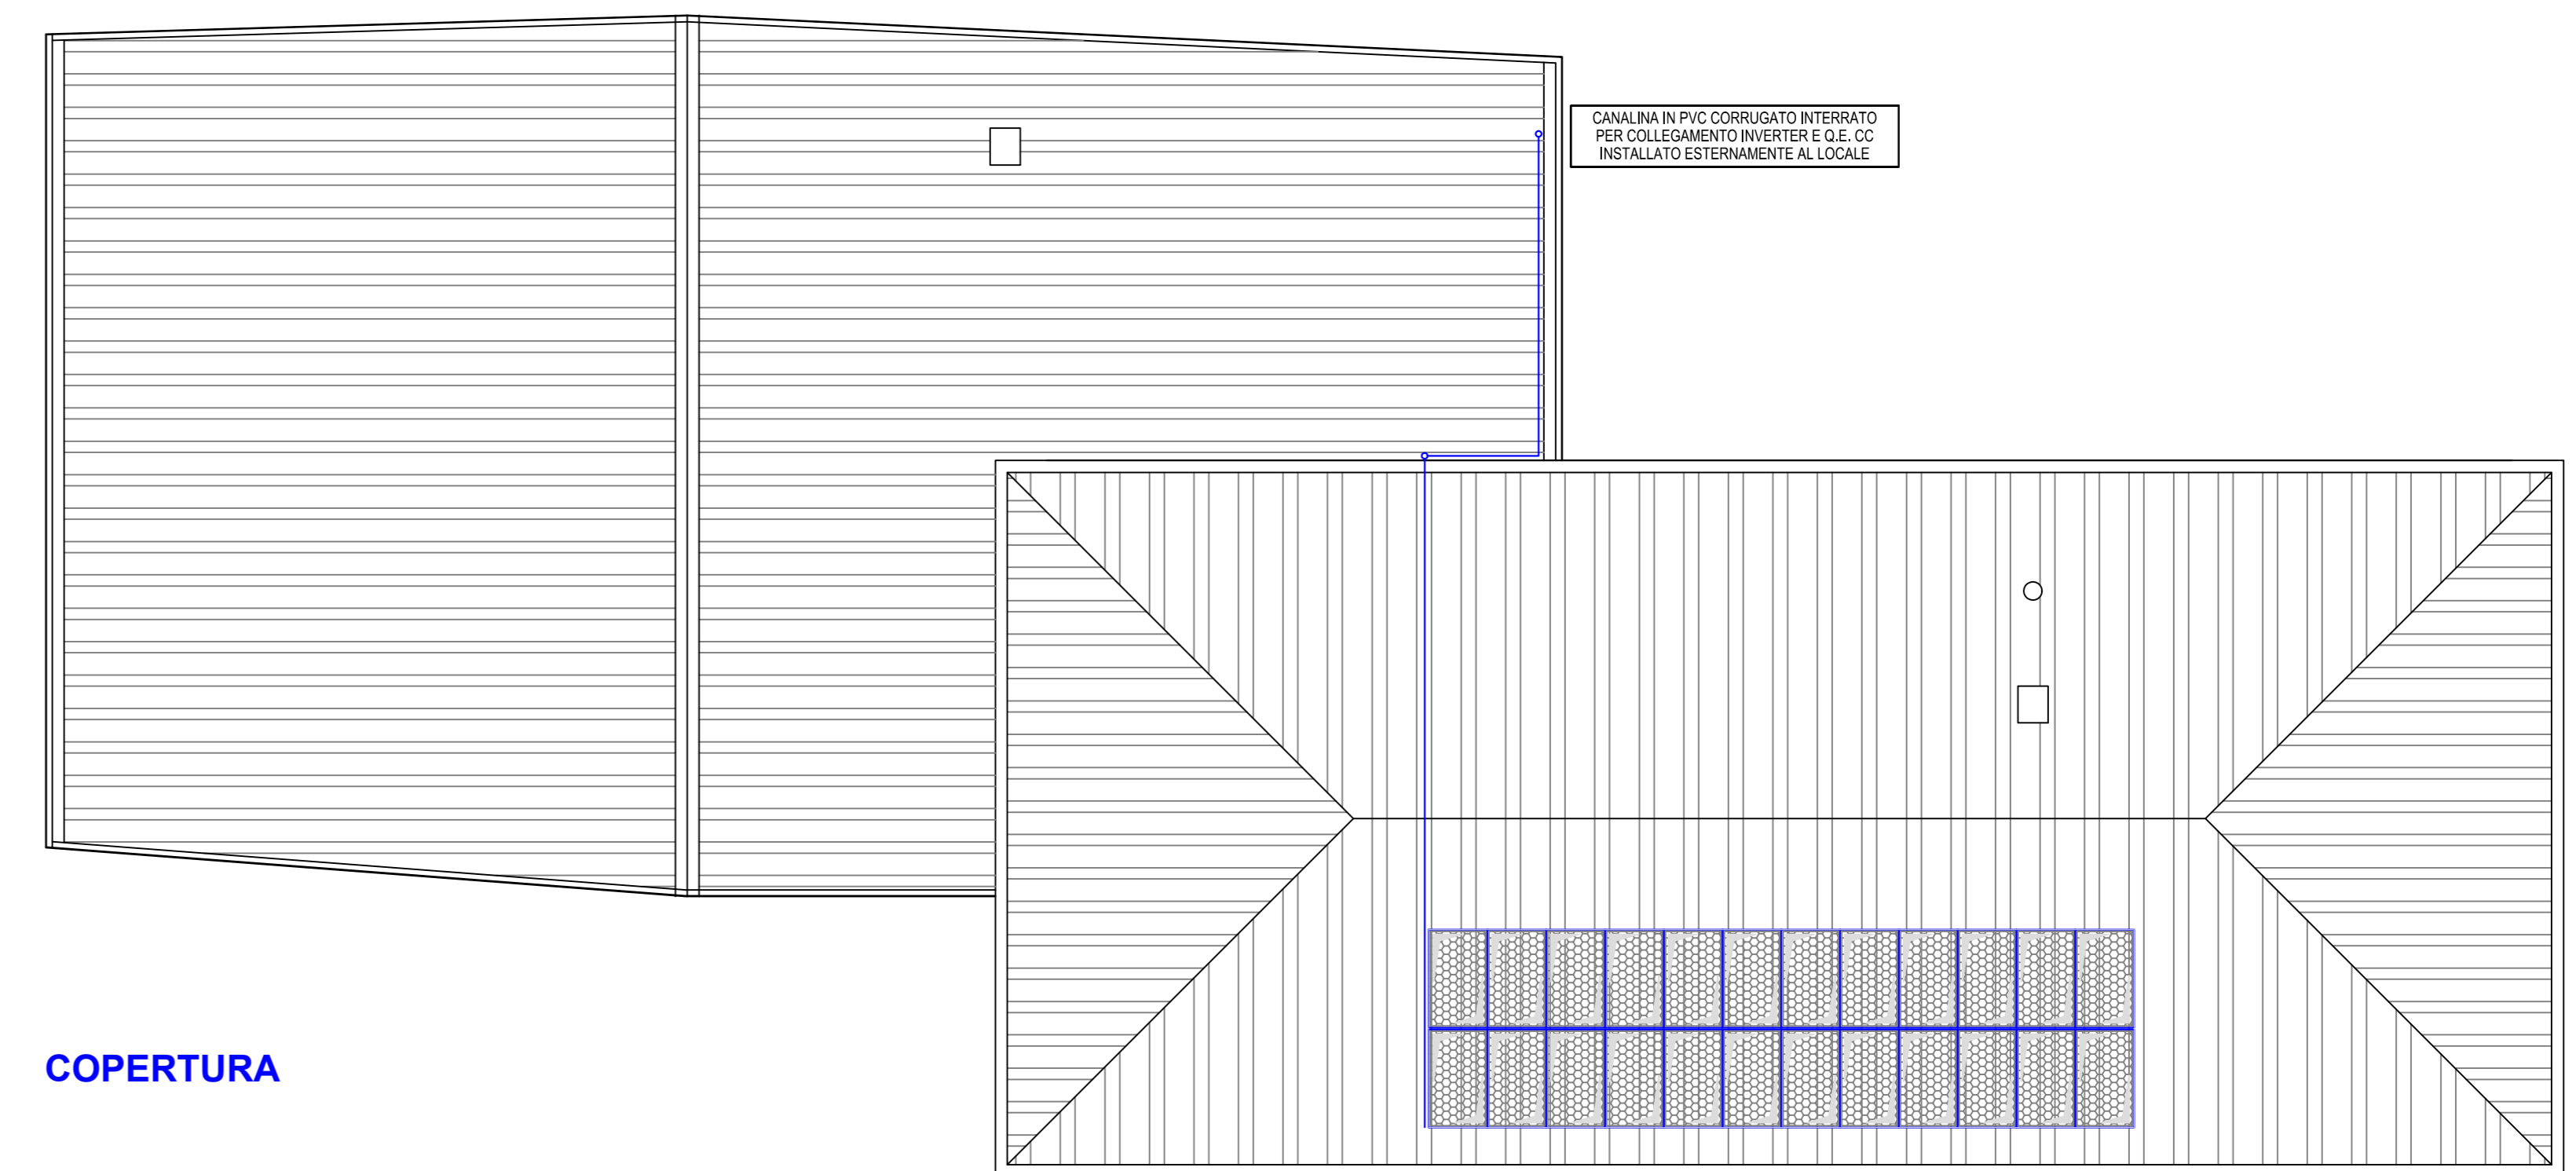 CANALINA IN PVC CORRUGATO INTERRATO
PER COLLEGAMENTO INVERTER E Q.E. CC
INSTALLATO ESTERNAMENTE AL LOCALE
COPERTURA